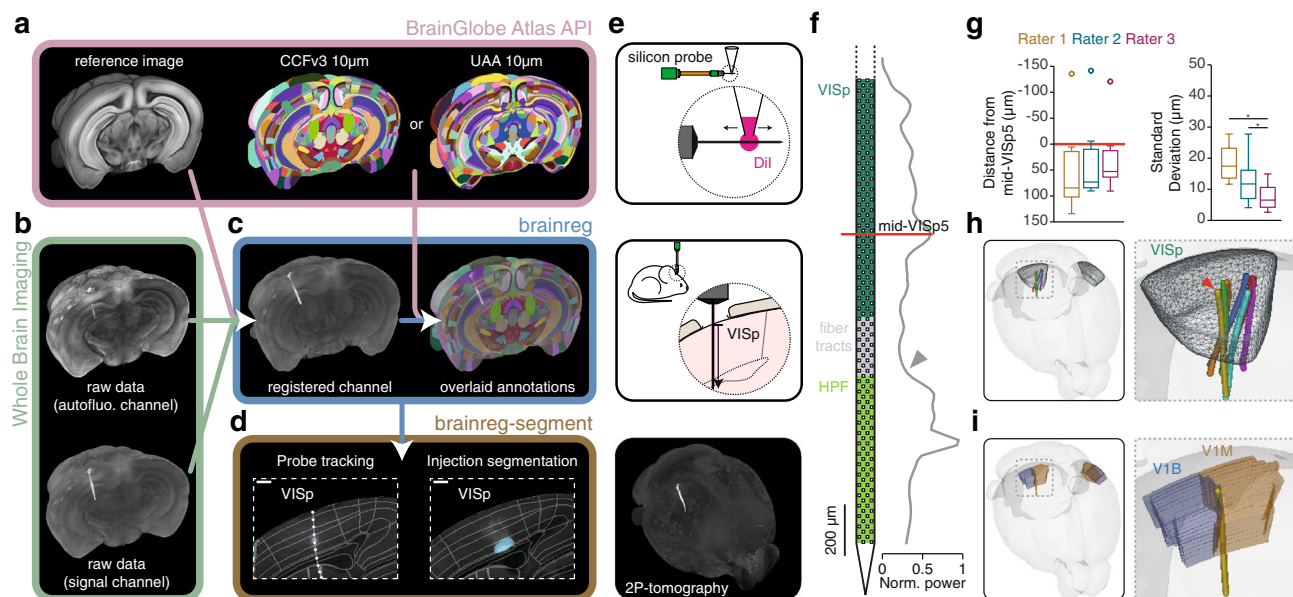 a
BrainGlobe Atlas API
reference image
CCFv3 10μm
or
UAA 10μm
b
Whole Brain Imaging
raw data
(autofluo. channel)
raw data
(signal channel)
c
brainreg
registered channel
overlaid annotations
d
brainreg-segment
Probe tracking
VISp
Injection segmentation
VISp
e
silicon probe
DiI
VISp
2P-tomography
f
VISp
mid-VISp5
fiber
tracts
HPF
200 μm
0 0.5 1
Norm. power
g
Rater 1 Rater 2 Rater 3
Distance from
mid-VISp5 (μm)
-150
-100
-50
0
50
100
150
Standard
Deviation (μm)
50
40
30
20
10
0
*
*
h
VISp
i
V1B
V1M